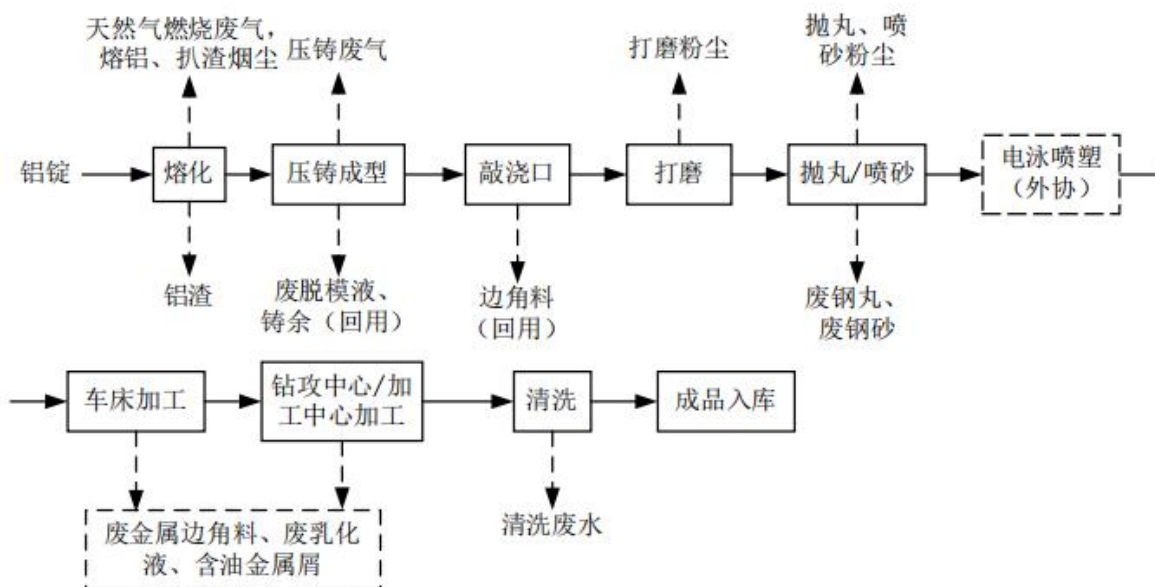 天然气燃烧废气，
熔铝、扒渣烟尘
压铸废气
打磨粉尘
抛丸、喷
砂粉尘
铝锭
熔化
压铸成型
敲浇口
打磨
抛丸/喷砂
电泳喷塑
（外协）
铝渣
废脱模液、
铸余（回用）
边角料
（回用）
废钢丸、
废钢砂
车床加工
钻攻中心/加
工中心加工
清洗
成品入库
废金属边角料、废乳化
液、含油金属屑
清洗废水